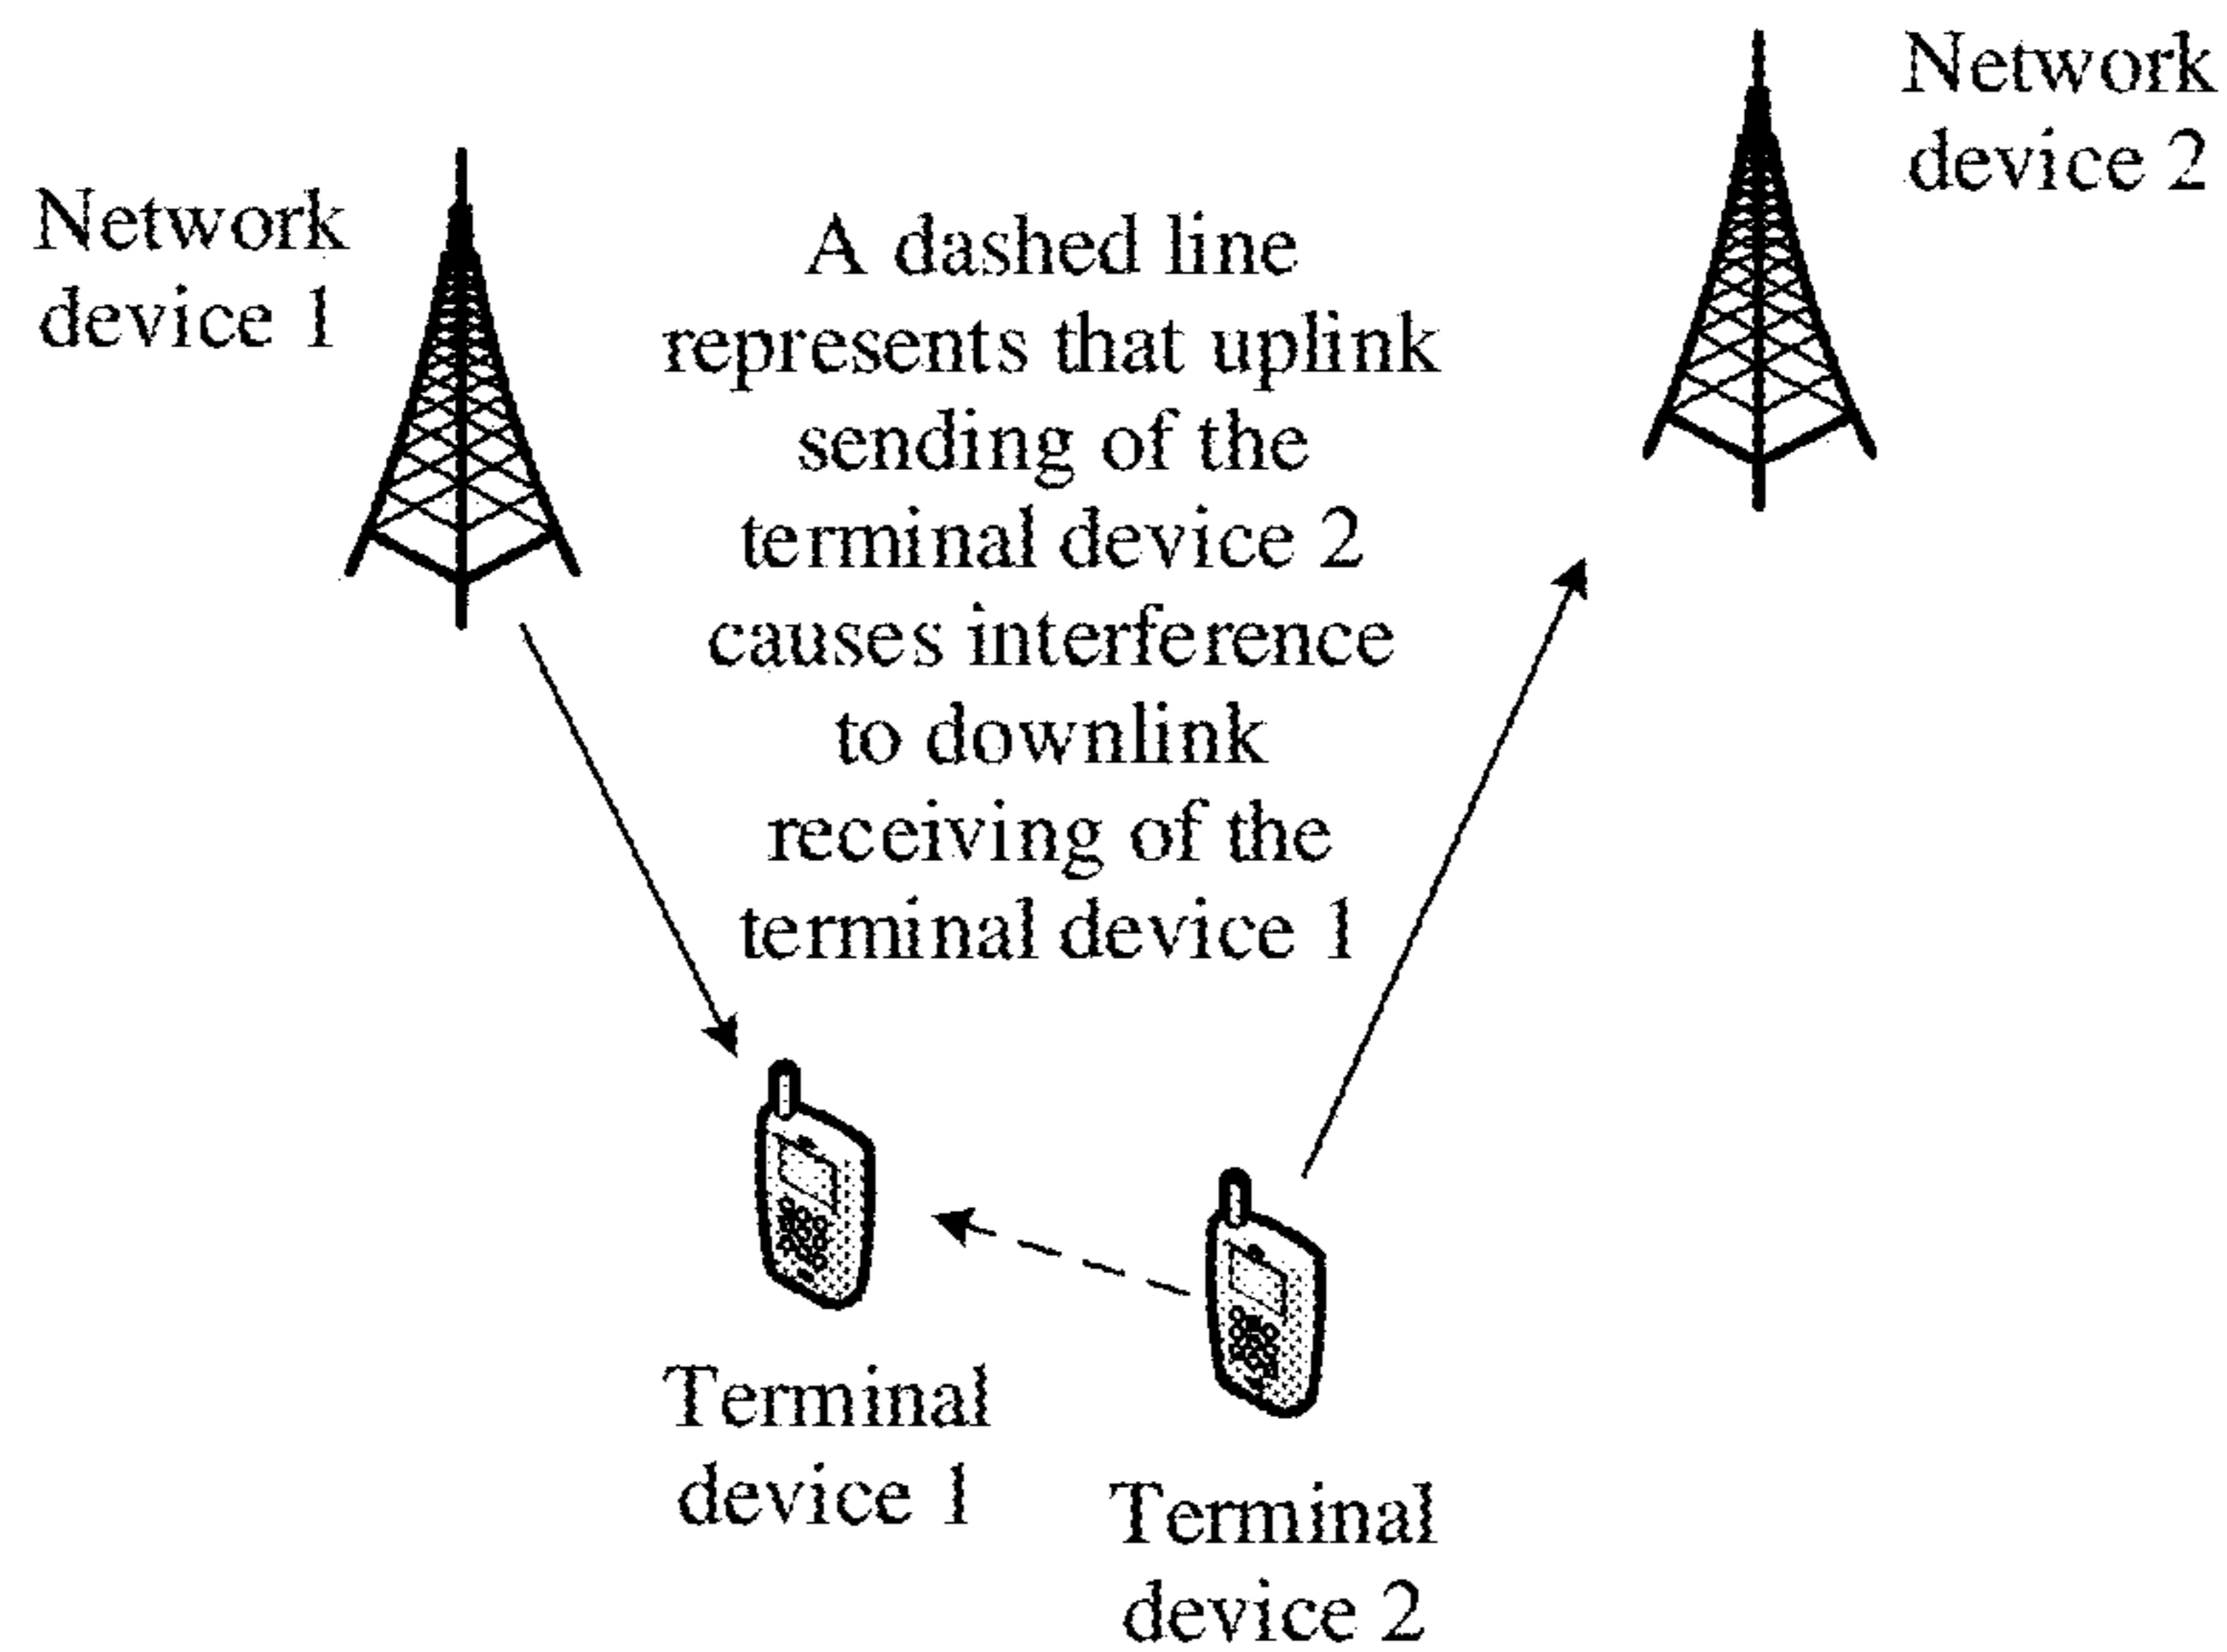 Network
device 1
A dashed line
represents that uplink
sending of the
terminal device 2
causes interference
to downlink
receiving of the
terminal device 1
Network
device 2
Terminal
device 1
Terminal
device 2